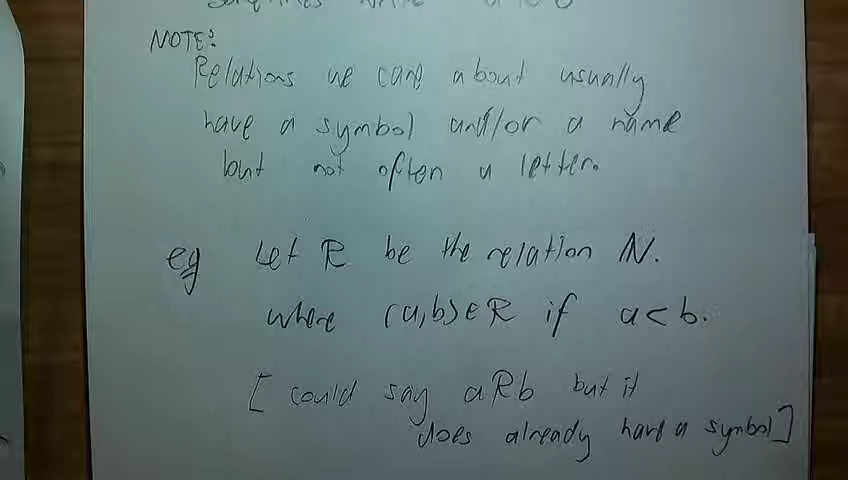 NOTE:
Relations we care about usually
have a symbol and/or a name
but not often a letter.
eg Let R be the relation N.
where (a,b)∈R if a<b.
[could say aRb but it
does already have a symbol]